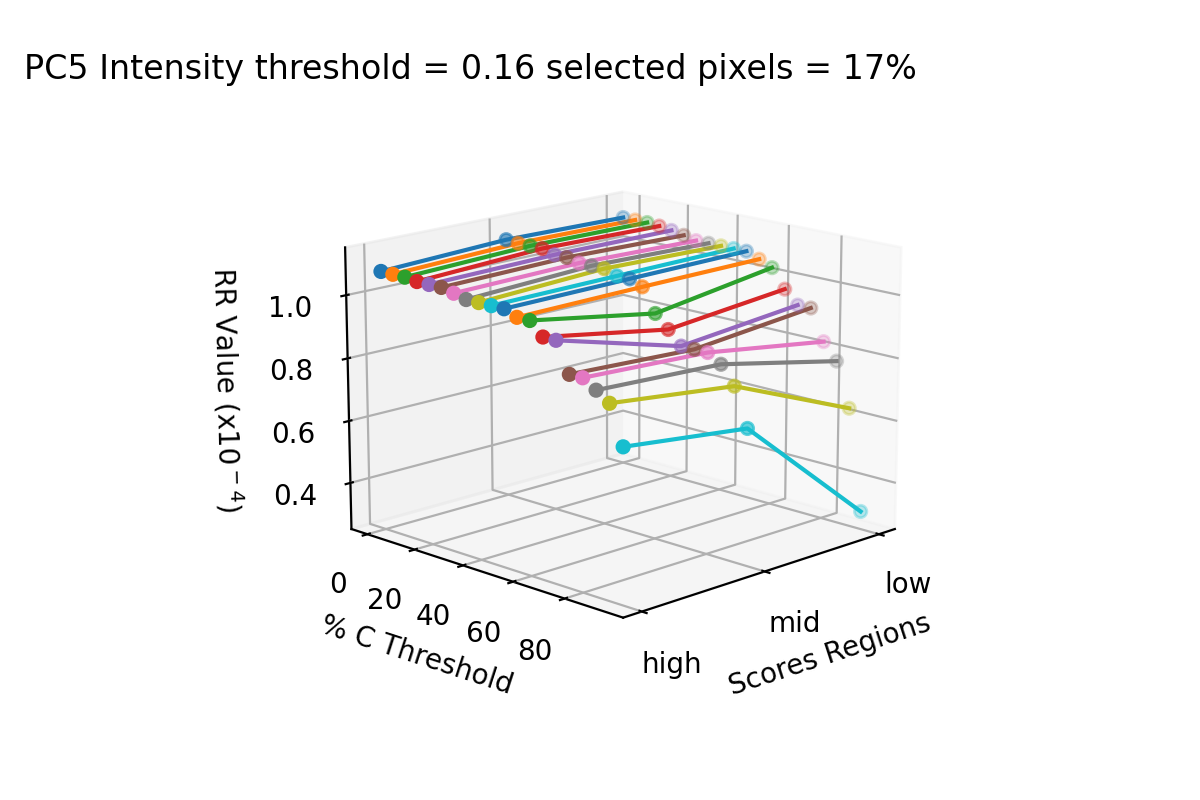 PC5 Intensity threshold = 0.16 selected pixels = 17%
RR Value (x10⁻⁴)
1.0
0.8
0.6
0.4
0
20
40
60
80
% C Threshold
high
mid
low
Scores Regions